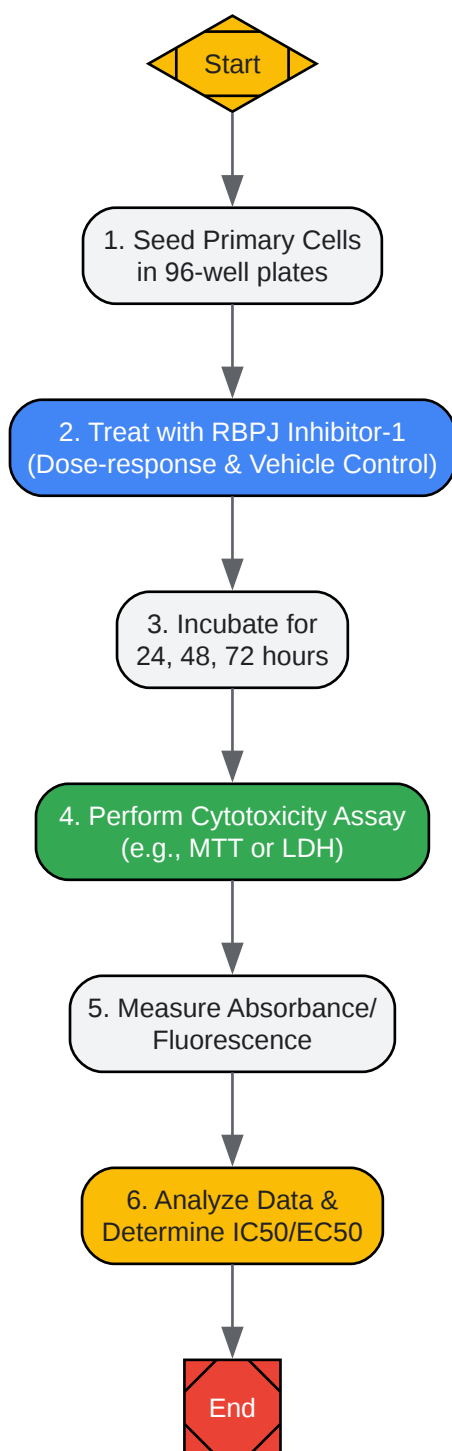 Start
1. Seed Primary Cells
in 96-well plates
2. Treat with RBPJ Inhibitor-1
(Dose-response & Vehicle Control)
3. Incubate for
24, 48, 72 hours
4. Perform Cytotoxicity Assay
(e.g., MTT or LDH)
5. Measure Absorbance/
Fluorescence
6. Analyze Data &
Determine IC50/EC50
End